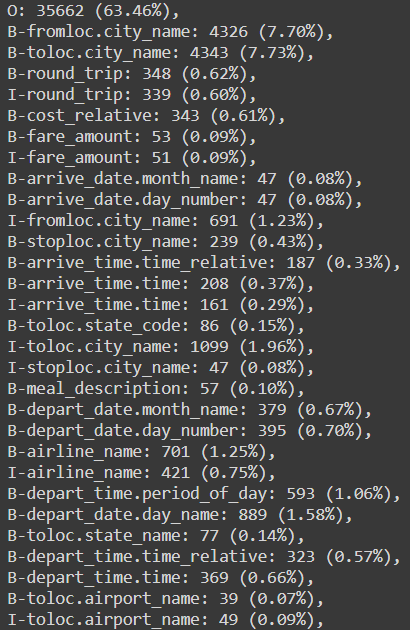 O: 35662 (63.46%),
B-fromloc.city_name: 4326 (7.70%),
B-toloc.city_name: 4343 (7.73%),
B-round_trip: 348 (0.62%),
I-round_trip: 339 (0.60%),
B-cost_relative: 343 (0.61%),
B-fare_amount: 53 (0.09%),
I-fare_amount: 51 (0.09%),
B-arrive_date.month_name: 47 (0.08%),
B-arrive_date.day_number: 47 (0.08%),
I-fromloc.city_name: 691 (1.23%),
B-stoploc.city_name: 239 (0.43%),
B-arrive_time.time_relative: 187 (0.33%),
B-arrive_time.time: 208 (0.37%),
I-arrive_time.time: 161 (0.29%),
B-toloc.state_code: 86 (0.15%),
I-toloc.city_name: 1099 (1.96%),
I-stoploc.city_name: 47 (0.08%),
B-meal_description: 57 (0.10%),
B-depart_date.month_name: 379 (0.67%),
B-depart_date.day_number: 395 (0.70%),
B-airline_name: 701 (1.25%),
I-airline_name: 421 (0.75%),
B-depart_time.period_of_day: 593 (1.06%),
B-depart_date.day_name: 889 (1.58%),
B-toloc.state_name: 77 (0.14%),
B-depart_time.time_relative: 323 (0.57%),
B-depart_time.time: 369 (0.66%),
B-toloc.airport_name: 39 (0.07%),
I-toloc.airport_name: 49 (0.09%),